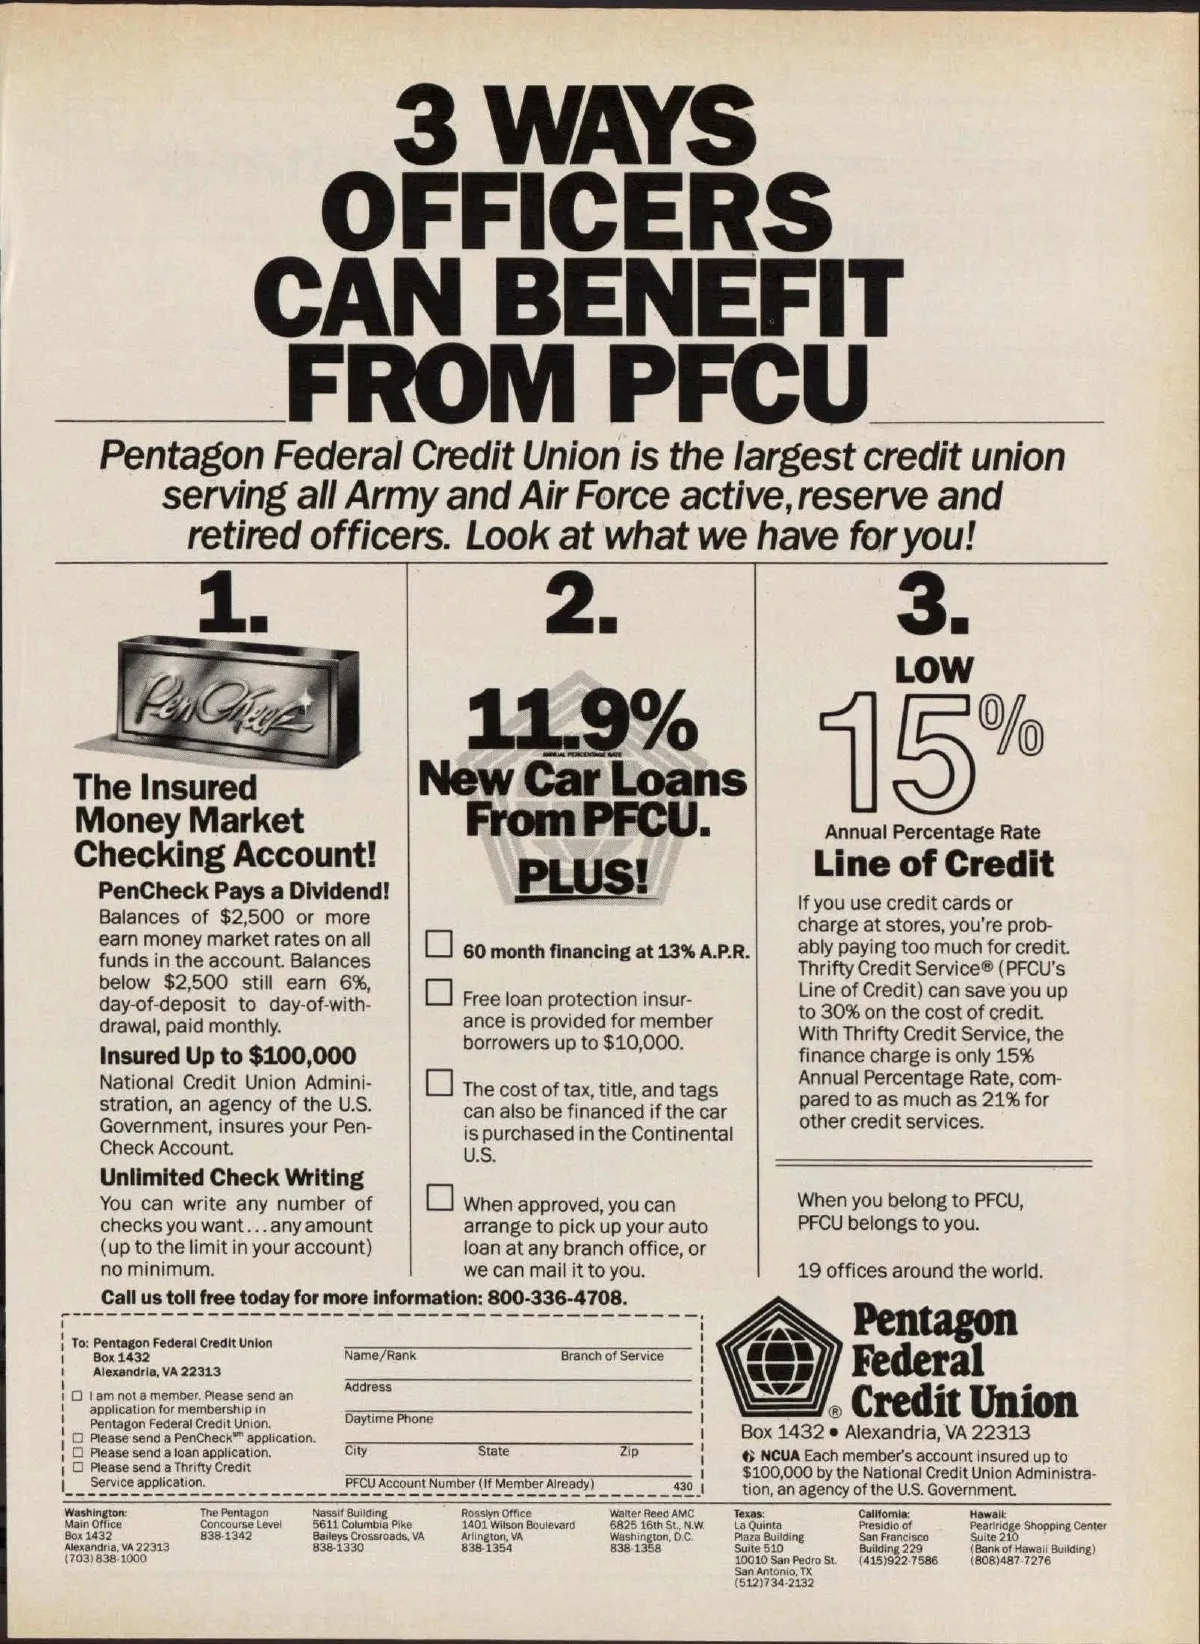 3 WAYS
OFFICERS
CAN BENEFIT
FROM PFCU
Pentagon Federal Credit Union is the largest credit union
serving all Army and Air Force active, reserve and
retired officers. Look at what we have for you!
1.
PenCheck
The Insured
Money Market
Checking Account!
PenCheck Pays a Dividend!
Balances of $2,500 or more
earn money market rates on all
funds in the account. Balances
below $2,500 still earn 6%,
day-of-deposit to day-of-with-
drawal, paid monthly.
Insured Up to $100,000
National Credit Union Admini-
stration, an agency of the U.S.
Government, insures your Pen-
Check Account.
Unlimited Check Writing
You can write any number of
checks you want...any amount
(up to the limit in your account)
no minimum.
2.
11.9%
ANNUAL PERCENTAGE RATE
New Car Loans
From PFCU.
PLUS!
60 month financing at 13% A.P.R.
Free loan protection insur-
ance is provided for member
borrowers up to $10,000.
The cost of tax, title, and tags
can also be financed if the car
is purchased in the Continental
U.S.
When approved, you can
arrange to pick up your auto
loan at any branch office, or
we can mail it to you.
3.
LOW
15%
Annual Percentage Rate
Line of Credit
If you use credit cards or
charge at stores, you're prob-
ably paying too much for credit.
Thrifty Credit Service® (PFCU's
Line of Credit) can save you up
to 30% on the cost of credit.
With Thrifty Credit Service, the
finance charge is only 15%
Annual Percentage Rate, com-
pared to as much as 21% for
other credit services.
When you belong to PFCU,
PFCU belongs to you.
19 offices around the world.
Call us toll free today for more information: 800-336-4708.
To: Pentagon Federal Credit Union
Box 1432
Alexandria, VA 22313
☐ I am not a member. Please send an
application for membership in
Pentagon Federal Credit Union.
☐ Please send a PenCheck℠ application.
☐ Please send a loan application.
☐ Please send a Thrifty Credit
Service application.
Name/Rank Branch of Service
Address
Daytime Phone
City State Zip
PFCU Account Number (If Member Already) 430
®
Pentagon
Federal
Credit Union
Box 1432 • Alexandria, VA 22313
NCUA Each member's account insured up to
$100,000 by the National Credit Union Administra-
tion, an agency of the U.S. Government.
Washington:
Main Office
Box 1432
Alexandria, VA 22313
(703) 838-1000
The Pentagon
Concourse Level
838-1342
Nassif Building
5611 Columbia Pike
Baileys Crossroads, VA
838-1330
Rosslyn Office
1401 Wilson Boulevard
Arlington, VA
838-1354
Walter Reed AMC
6825 16th St., N.W.
Washington, D.C.
838-1358
Texas:
La Quinta
Plaza Building
Suite 510
10010 San Pedro St.
San Antonio, TX
(512)734-2132
California:
Presidio of
San Francisco
Building 229
(415)922-7586
Hawaii:
Pearlridge Shopping Center
Suite 210
(Bank of Hawaii Building)
(808)487-7276